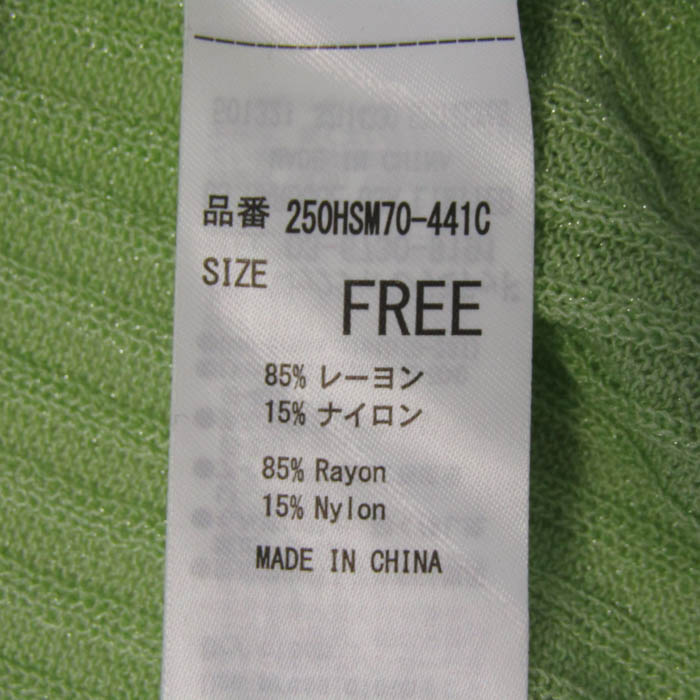 品番 250HSM70-441C
SIZE FREE
85% レーヨン
15% ナイロン
85% Rayon
15% Nylon
MADE IN CHINA